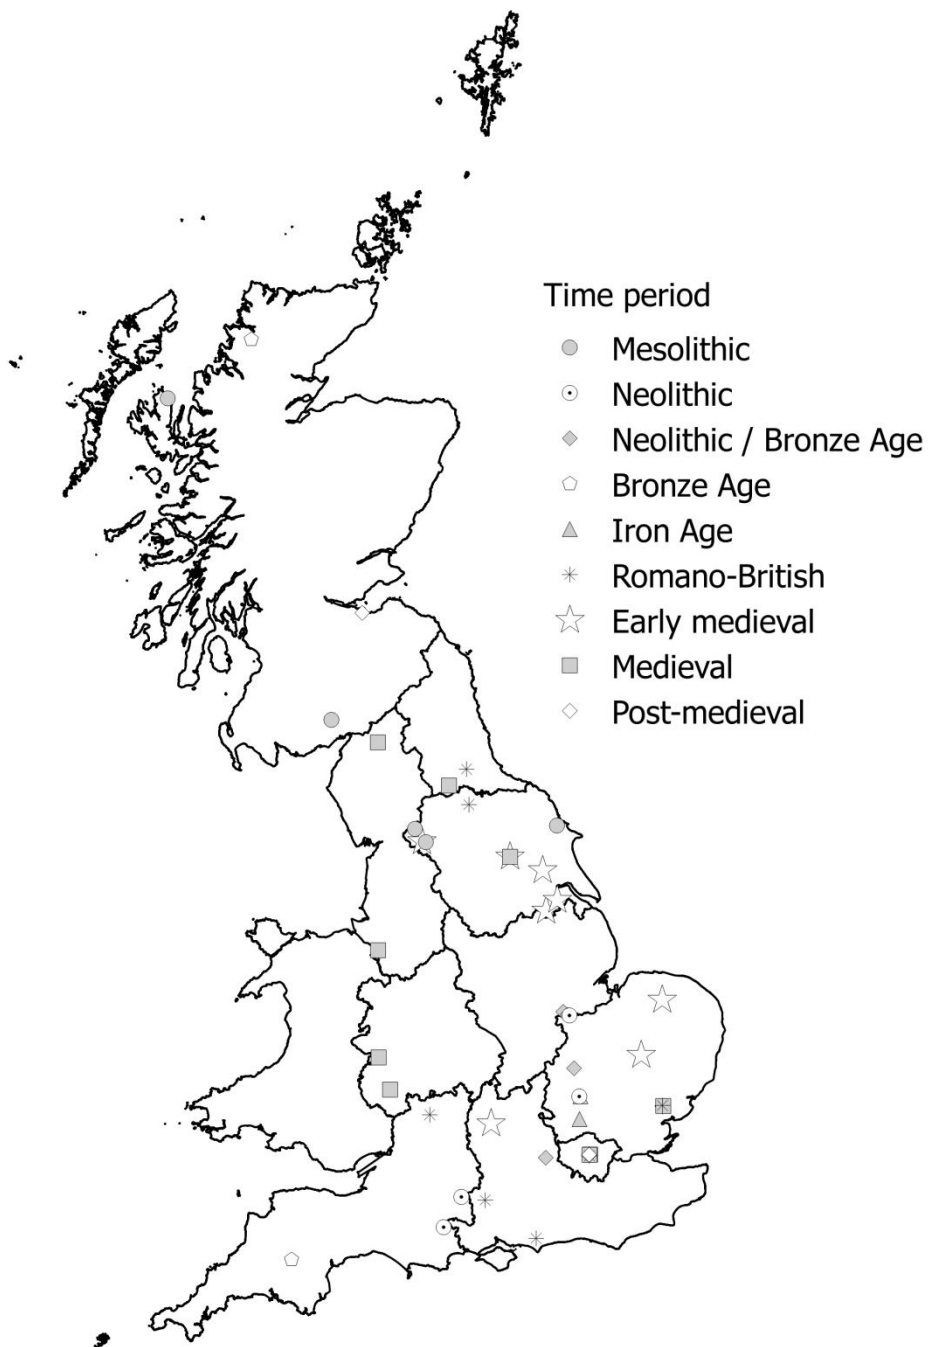 Time period
Mesolithic
Neolithic
Neolithic / Bronze Age
Bronze Age
Iron Age
Romano-British
Early medieval
Medieval
Post-medieval